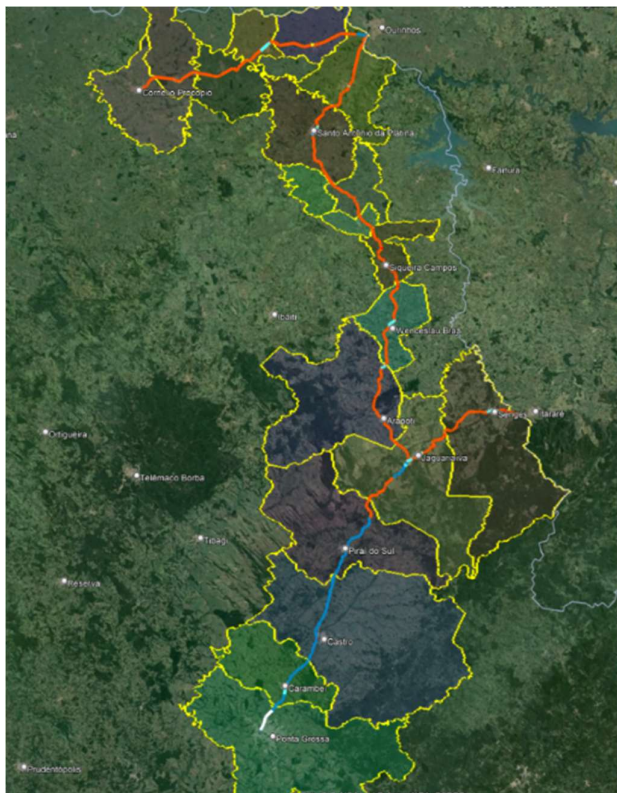 Ourinhos
Cornélio Procópio
Santo Antônio da Platina
Fartura
Siqueira Campos
Ibaiti
Wenceslau Braz
Arapoti
Sengés
Itararé
Ortigueira
Jaguariaíva
Telêmaco Borba
Tibagi
Piraí do Sul
Reserva
Castro
Carambeí
Ponta Grossa
Prudentópolis